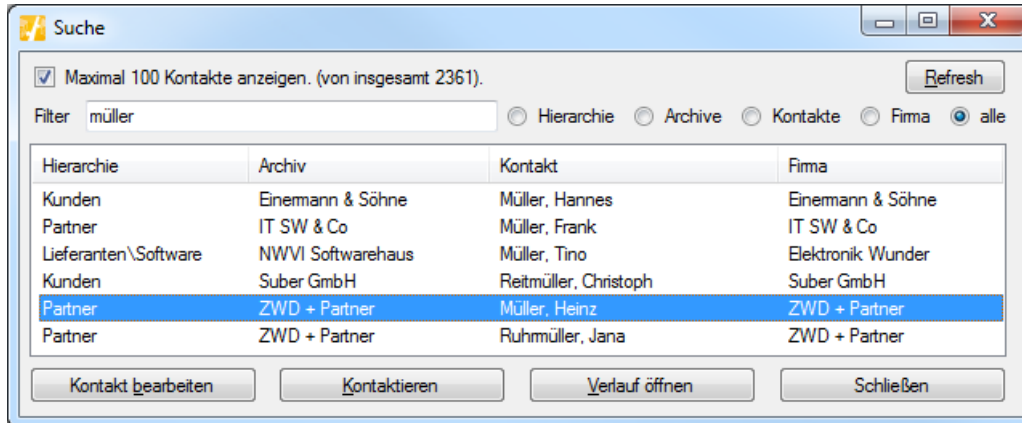 Suche
Maximal 100 Kontakte anzeigen. (von insgesamt 2361). Refresh
Filter müller Hierarchie Archive Kontakte Firma alle
Hierarchie Archiv Kontakt Firma
Kunden Einemann & Söhne Müller, Hannes Einemann & Söhne
Partner IT SW & Co Müller, Frank IT SW & Co
Lieferanten\Software NWVI Softwarehaus Müller, Tino Elektronik Wunder
Kunden Suber GmbH Reitmüller, Christoph Suber GmbH
Partner ZWD + Partner Müller, Heinz ZWD + Partner
Partner ZWD + Partner Ruhmüller, Jana ZWD + Partner
Kontakt bearbeiten Kontaktieren Verlauf öffnen Schließen